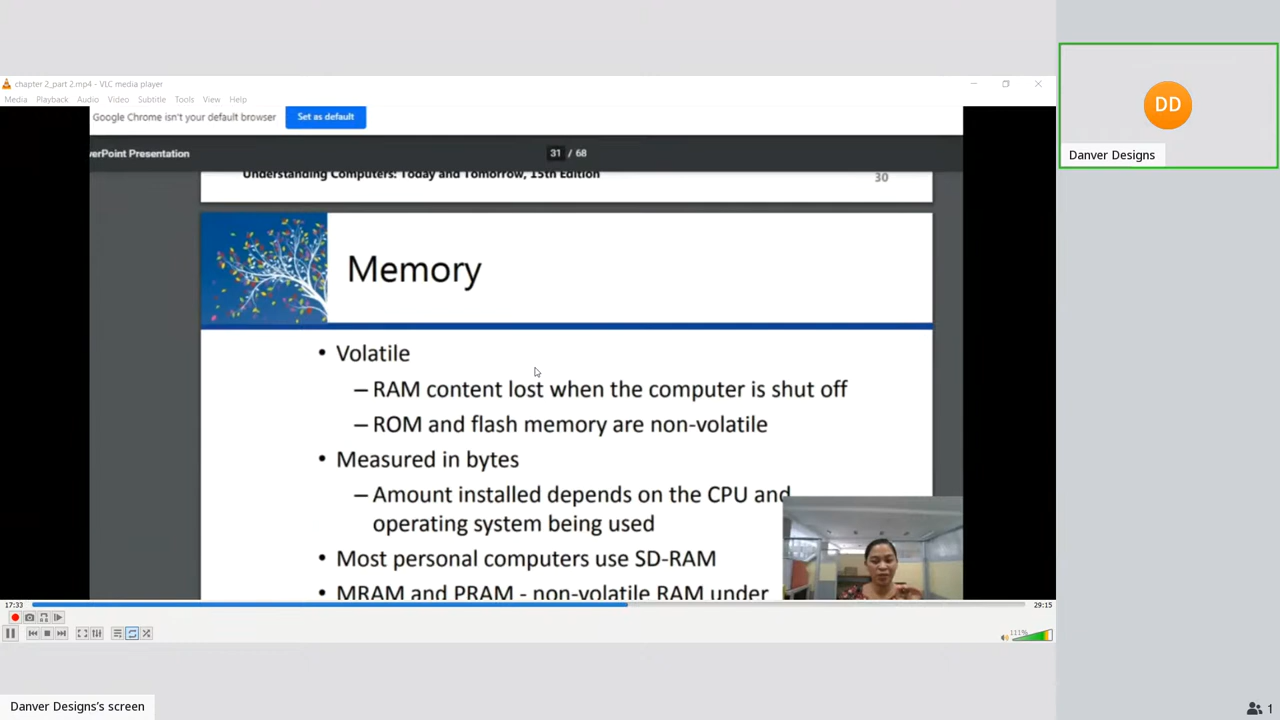 chapter 2_part 2.mp4 - VLC media player
Media Playback Audio Video Subtitle Tools View Help
Google Chrome isn't your default browser Set as default
verPoint Presentation 31 / 68
Understanding Computers: Today and Tomorrow, 15th Edition 30
Memory
• Volatile
– RAM content lost when the computer is shut off
– ROM and flash memory are non-volatile
• Measured in bytes
– Amount installed depends on the CPU and
operating system being used
• Most personal computers use SD-RAM
• MRAM and PRAM - non-volatile RAM under
17:33 29:15
111%
DD
Danver Designs
Danver Designs's screen
1